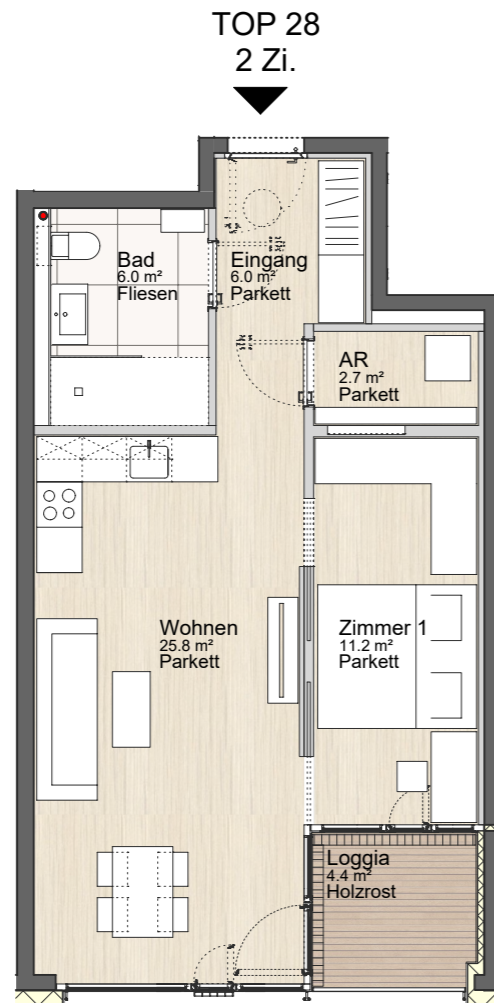 TOP 28
2 Zi.
Bad
6.0 m²
Fliesen
Eingang
6.0 m²
Parkett
AR
2.7 m²
Parkett
Wohnen
25.8 m²
Parkett
Zimmer 1
11.2 m²
Parkett
Loggia
4.4 m²
Holzrost